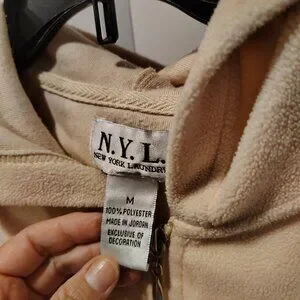 N.Y.L.
NEW YORK LAUNDRY
M
100% POLYESTER
MADE IN JORDAN
EXCLUSIVE OF
DECORATION